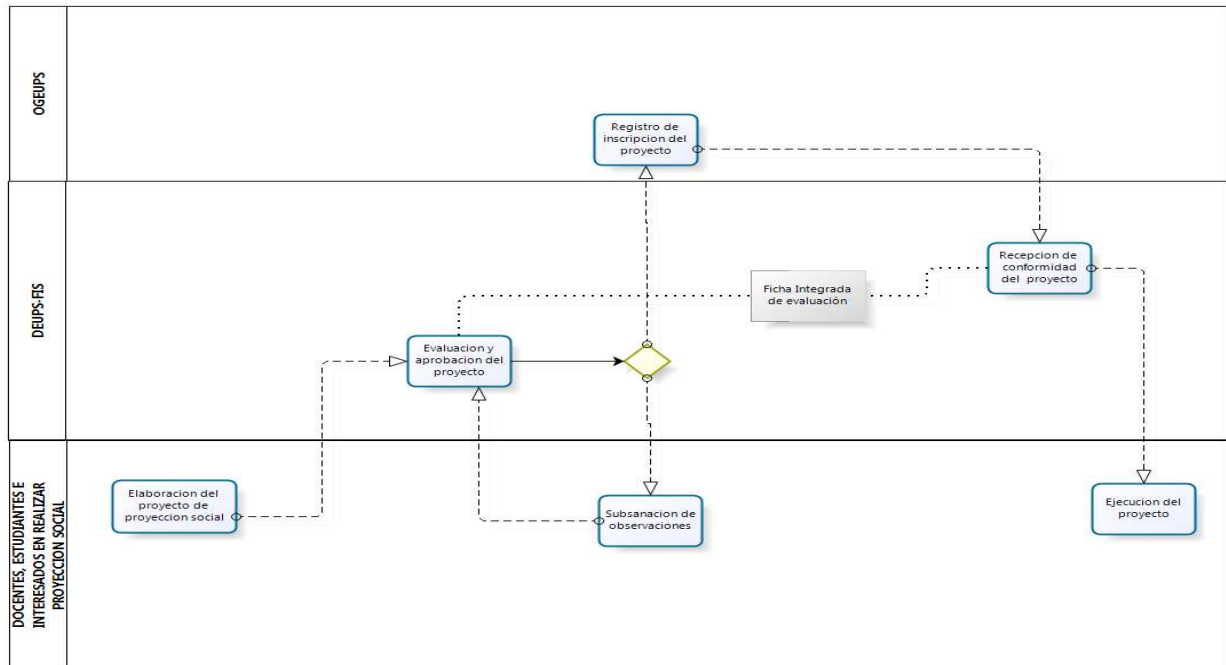 OGEUPS
Registro de
inscripcion del
proyecto
DEUPS-FIS
Recepcion de
conformidad
del proyecto
Ficha Integrada
de evaluación
Evaluacion y
aprobacion del
proyecto
DOCENTES, ESTUDIANTES E
INTERESADOS EN REALIZAR
PROYECCION SOCIAL
Elaboracion del
proyecto de
proyeccion social
Subsanacion de
observaciones
Ejecucion del
proyecto